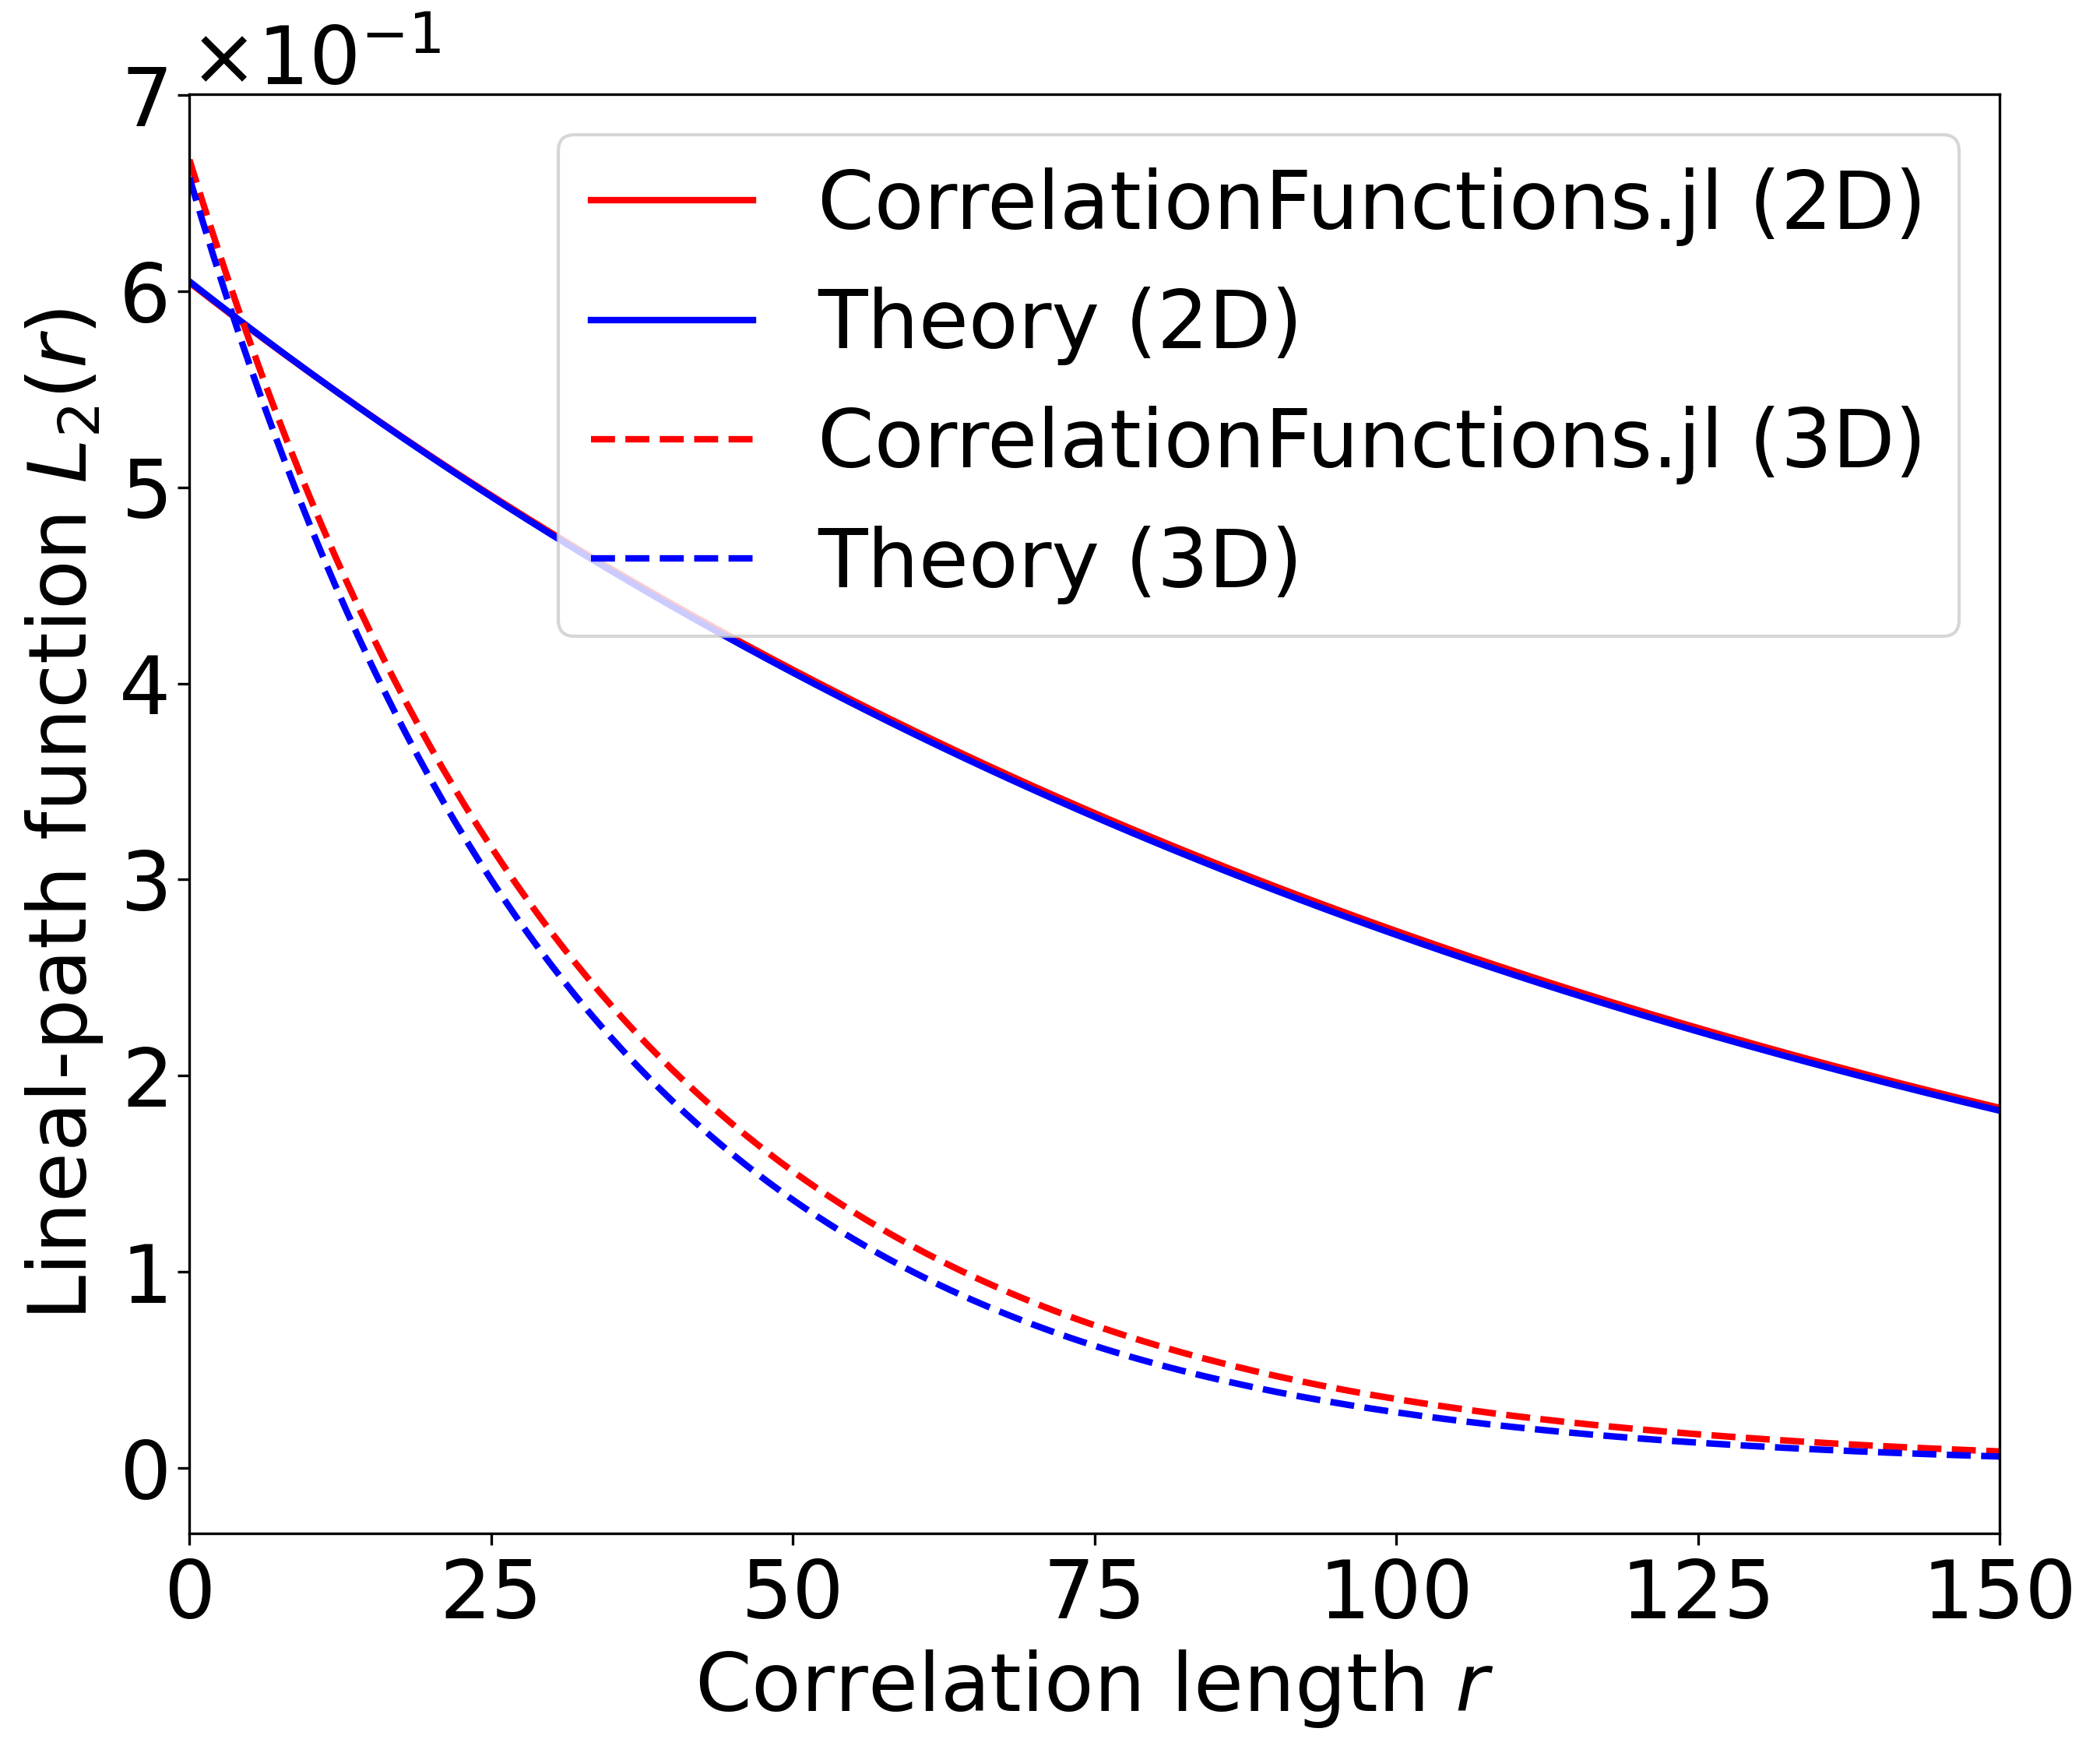 ×10⁻¹
7
6
5
4
3
2
1
0
Lineal-path function L₂(r)
CorrelationFunctions.jl (2D)
Theory (2D)
CorrelationFunctions.jl (3D)
Theory (3D)
0 25 50 75 100 125 150
Correlation length r